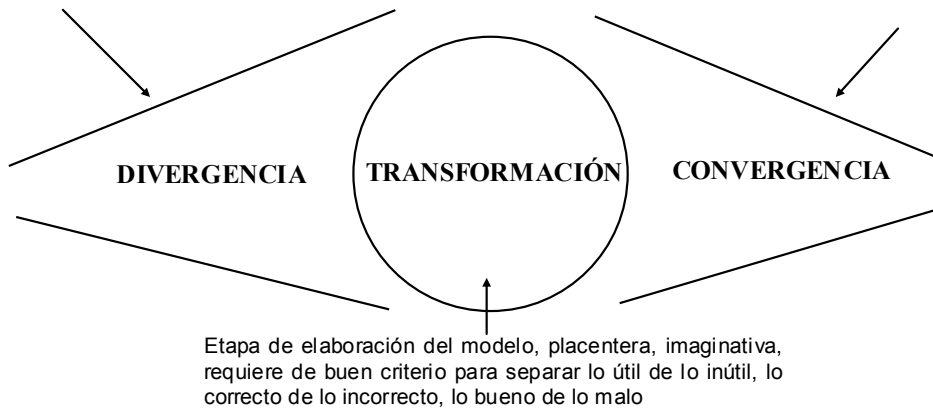 DIVERGENCIA
TRANSFORMACIÓN
CONVERGENCIA
Etapa de elaboración del modelo, placentera, imaginativa,
requiere de buen criterio para separar lo útil de lo inútil, lo
correcto de lo incorrecto, lo bueno de lo malo